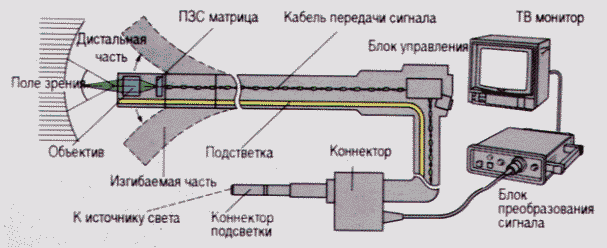 ПЗС матрица
Кабель передачи сигнала
ТВ монитор
Дистальная
часть
Блок управления
Поле зрения
Объектив
Подсветка
Коннектор
Изгибаемая часть
Блок
преобразования
сигнала
К источнику света
Коннектор
подсветки